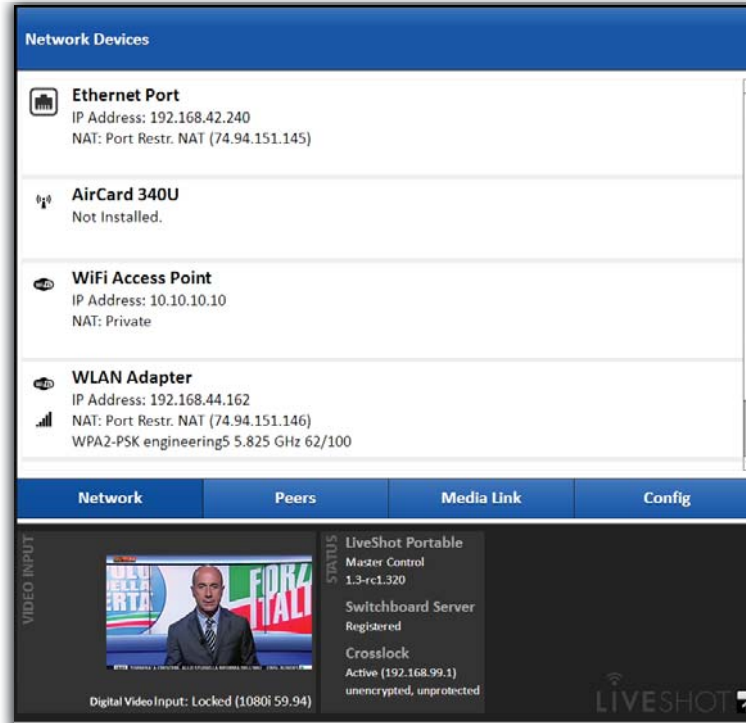 Network Devices
Ethernet Port
IP Address: 192.168.42.240
NAT: Port Restr. NAT (74.94.151.145)
AirCard 340U
Not Installed.
WiFi Access Point
IP Address: 10.10.10.10
NAT: Private
WLAN Adapter
IP Address: 192.168.44.162
NAT: Port Restr. NAT (74.94.151.146)
WPA2-PSK engineering5 5.825 GHz 62/100
Network
Peers
Media Link
Config
VIDEO INPUT
FORZ
ITALI
ERTA
Digital Video Input: Locked (1080i 59.94)
STATUS
LiveShot Portable
Master Control
1.3-rc1.320
Switchboard Server
Registered
Crosslock
Active (192.168.99.1)
unencrypted, unprotected
LIVESHOT